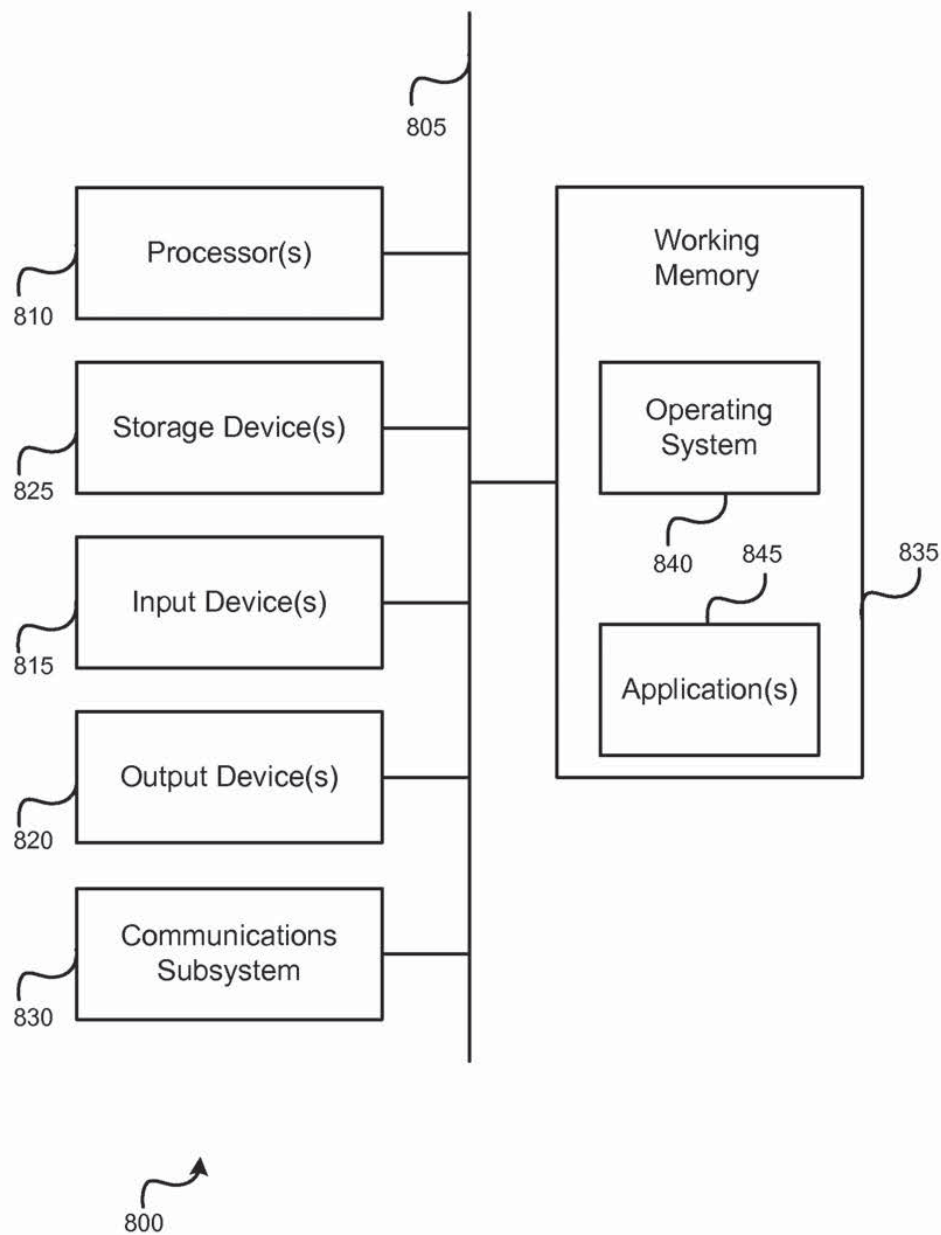 805
Processor(s)
810
Storage Device(s)
825
Input Device(s)
815
Output Device(s)
820
Communications
Subsystem
830
Working
Memory
Operating
System
840
845
835
Application(s)
800